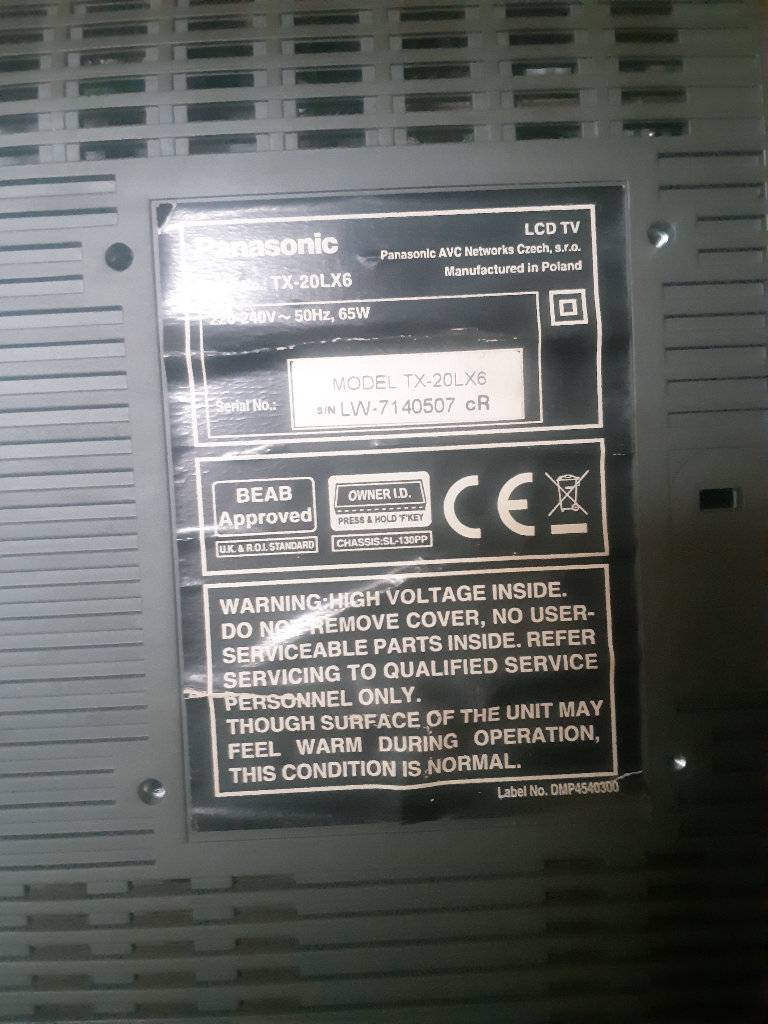 Panasonic
LCD TV
Panasonic AVC Networks Czech, s.r.o.
No.: TX-20LX6
Manufactured in Poland
220-240V～ 50Hz, 65W
MODEL TX-20LX6
Serial No.:
S/N LW-7140507 cR
BEAB
Approved
U.K. & R.O.I. STANDARD
OWNER I.D.
PRESS & HOLD 'F'KEY
CHASSIS:SL-130PP
CE
WARNING:HIGH VOLTAGE INSIDE.
DO NOT REMOVE COVER, NO USER-
SERVICEABLE PARTS INSIDE. REFER
SERVICING TO QUALIFIED SERVICE
PERSONNEL ONLY.
THOUGH SURFACE OF THE UNIT MAY
FEEL WARM DURING OPERATION,
THIS CONDITION IS NORMAL.
Label No. DMP4540300